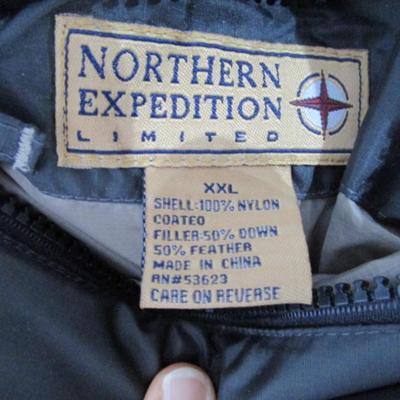 NORTHERN
EXPEDITION
LIMITED
XXL
SHELL:100% NYLON
COATED
FILLER:50% DOWN
50% FEATHER
MADE IN CHINA
RN#53623
CARE ON REVERSE